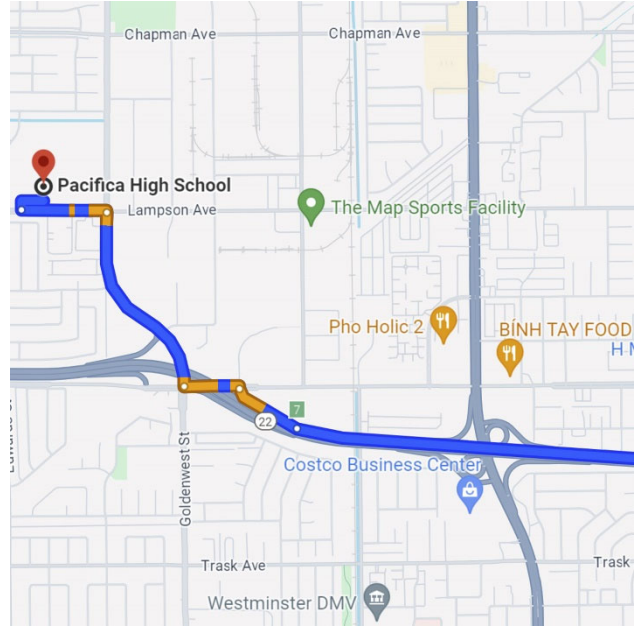 Chapman Ave
Chapman Ave
Pacifica High School
Lampson Ave
The Map Sports Facility
Pho Holic 2
BÍNH TAY FOOD
H M
7
22
Goldenwest St
Costco Business Center
Trask Ave
Trask
Westminster DMV